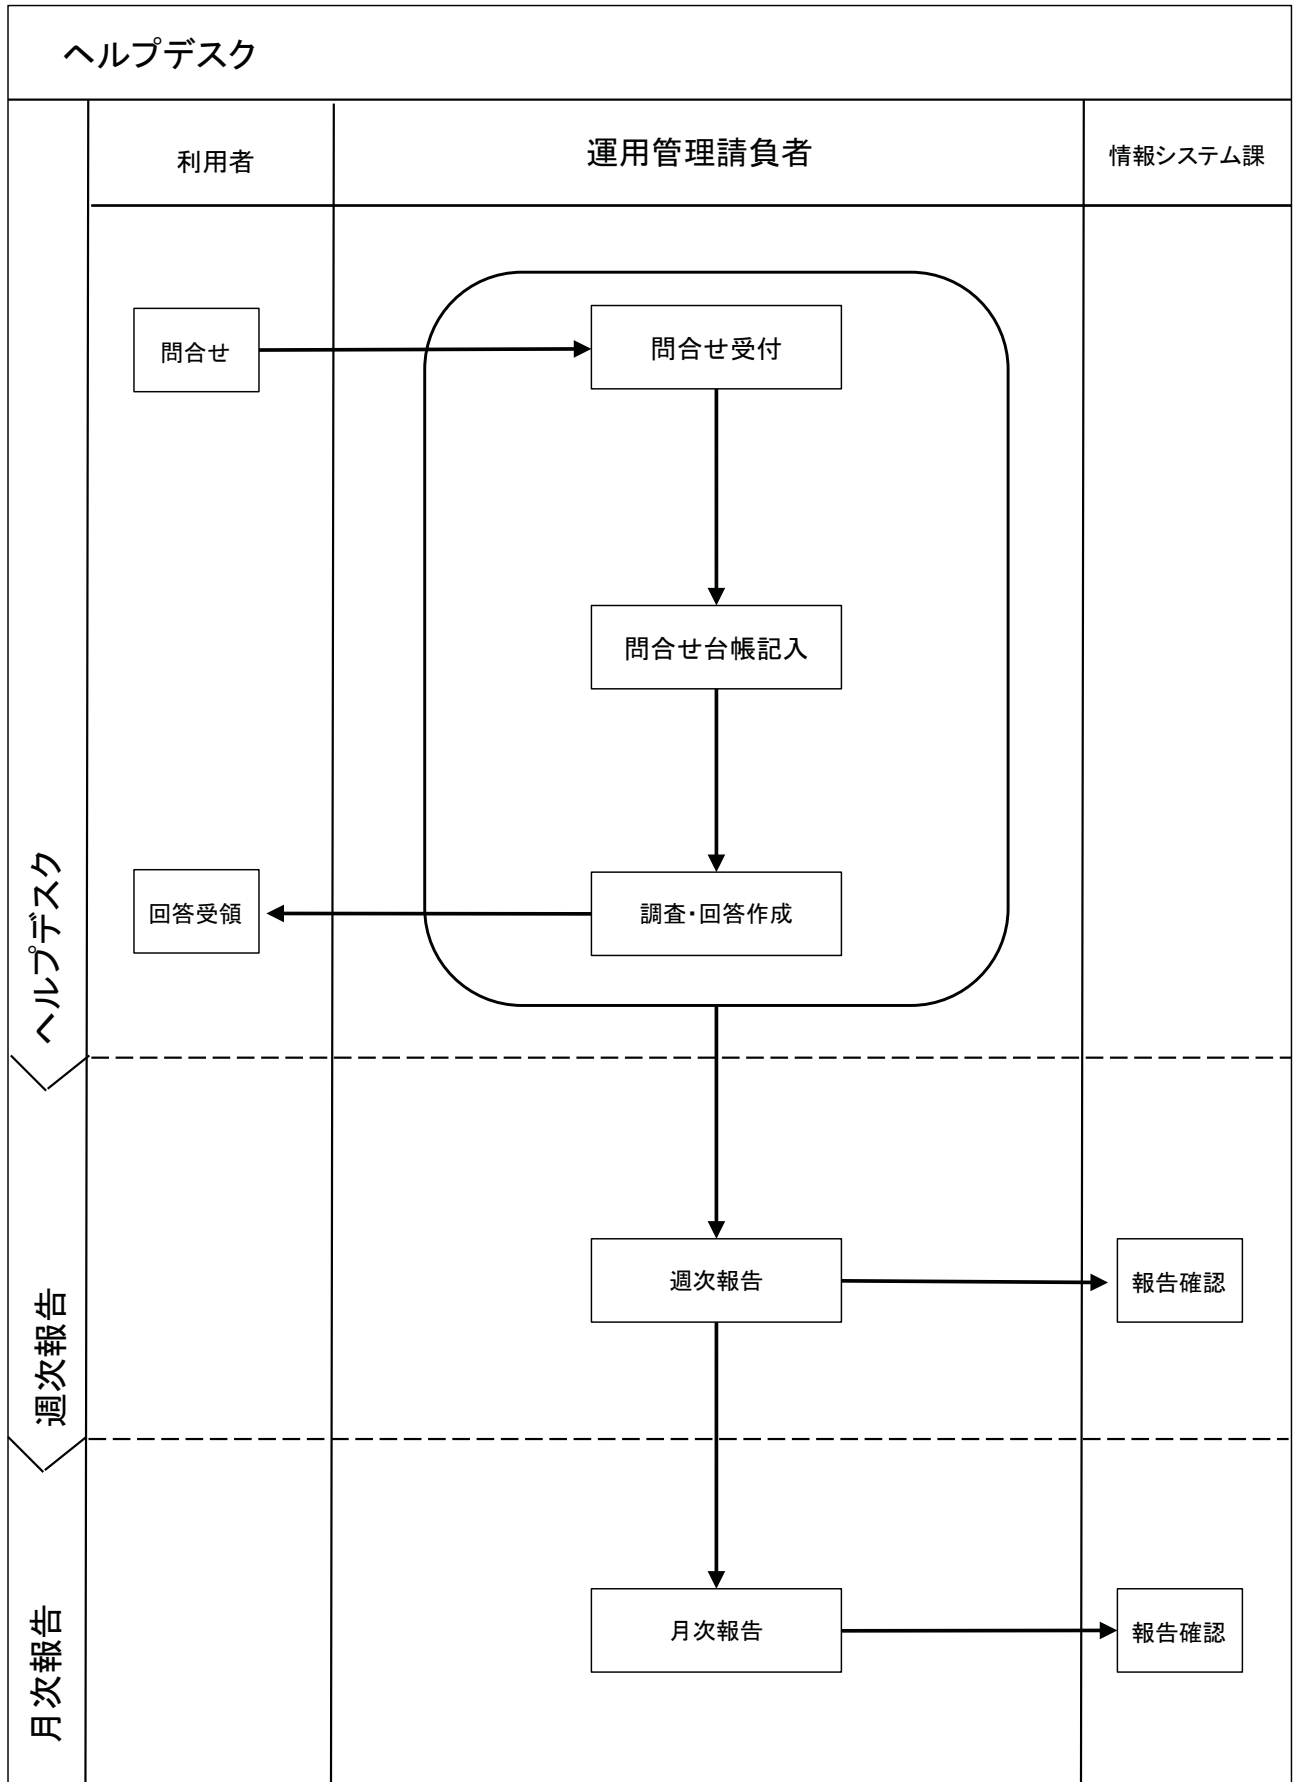 ヘルプデスク
利用者
運用管理請負者
情報システム課
問合せ
問合せ受付
問合せ台帳記入
回答受領
調査・回答作成
ヘルプデスク
週次報告
報告確認
週次報告
月次報告
報告確認
月次報告